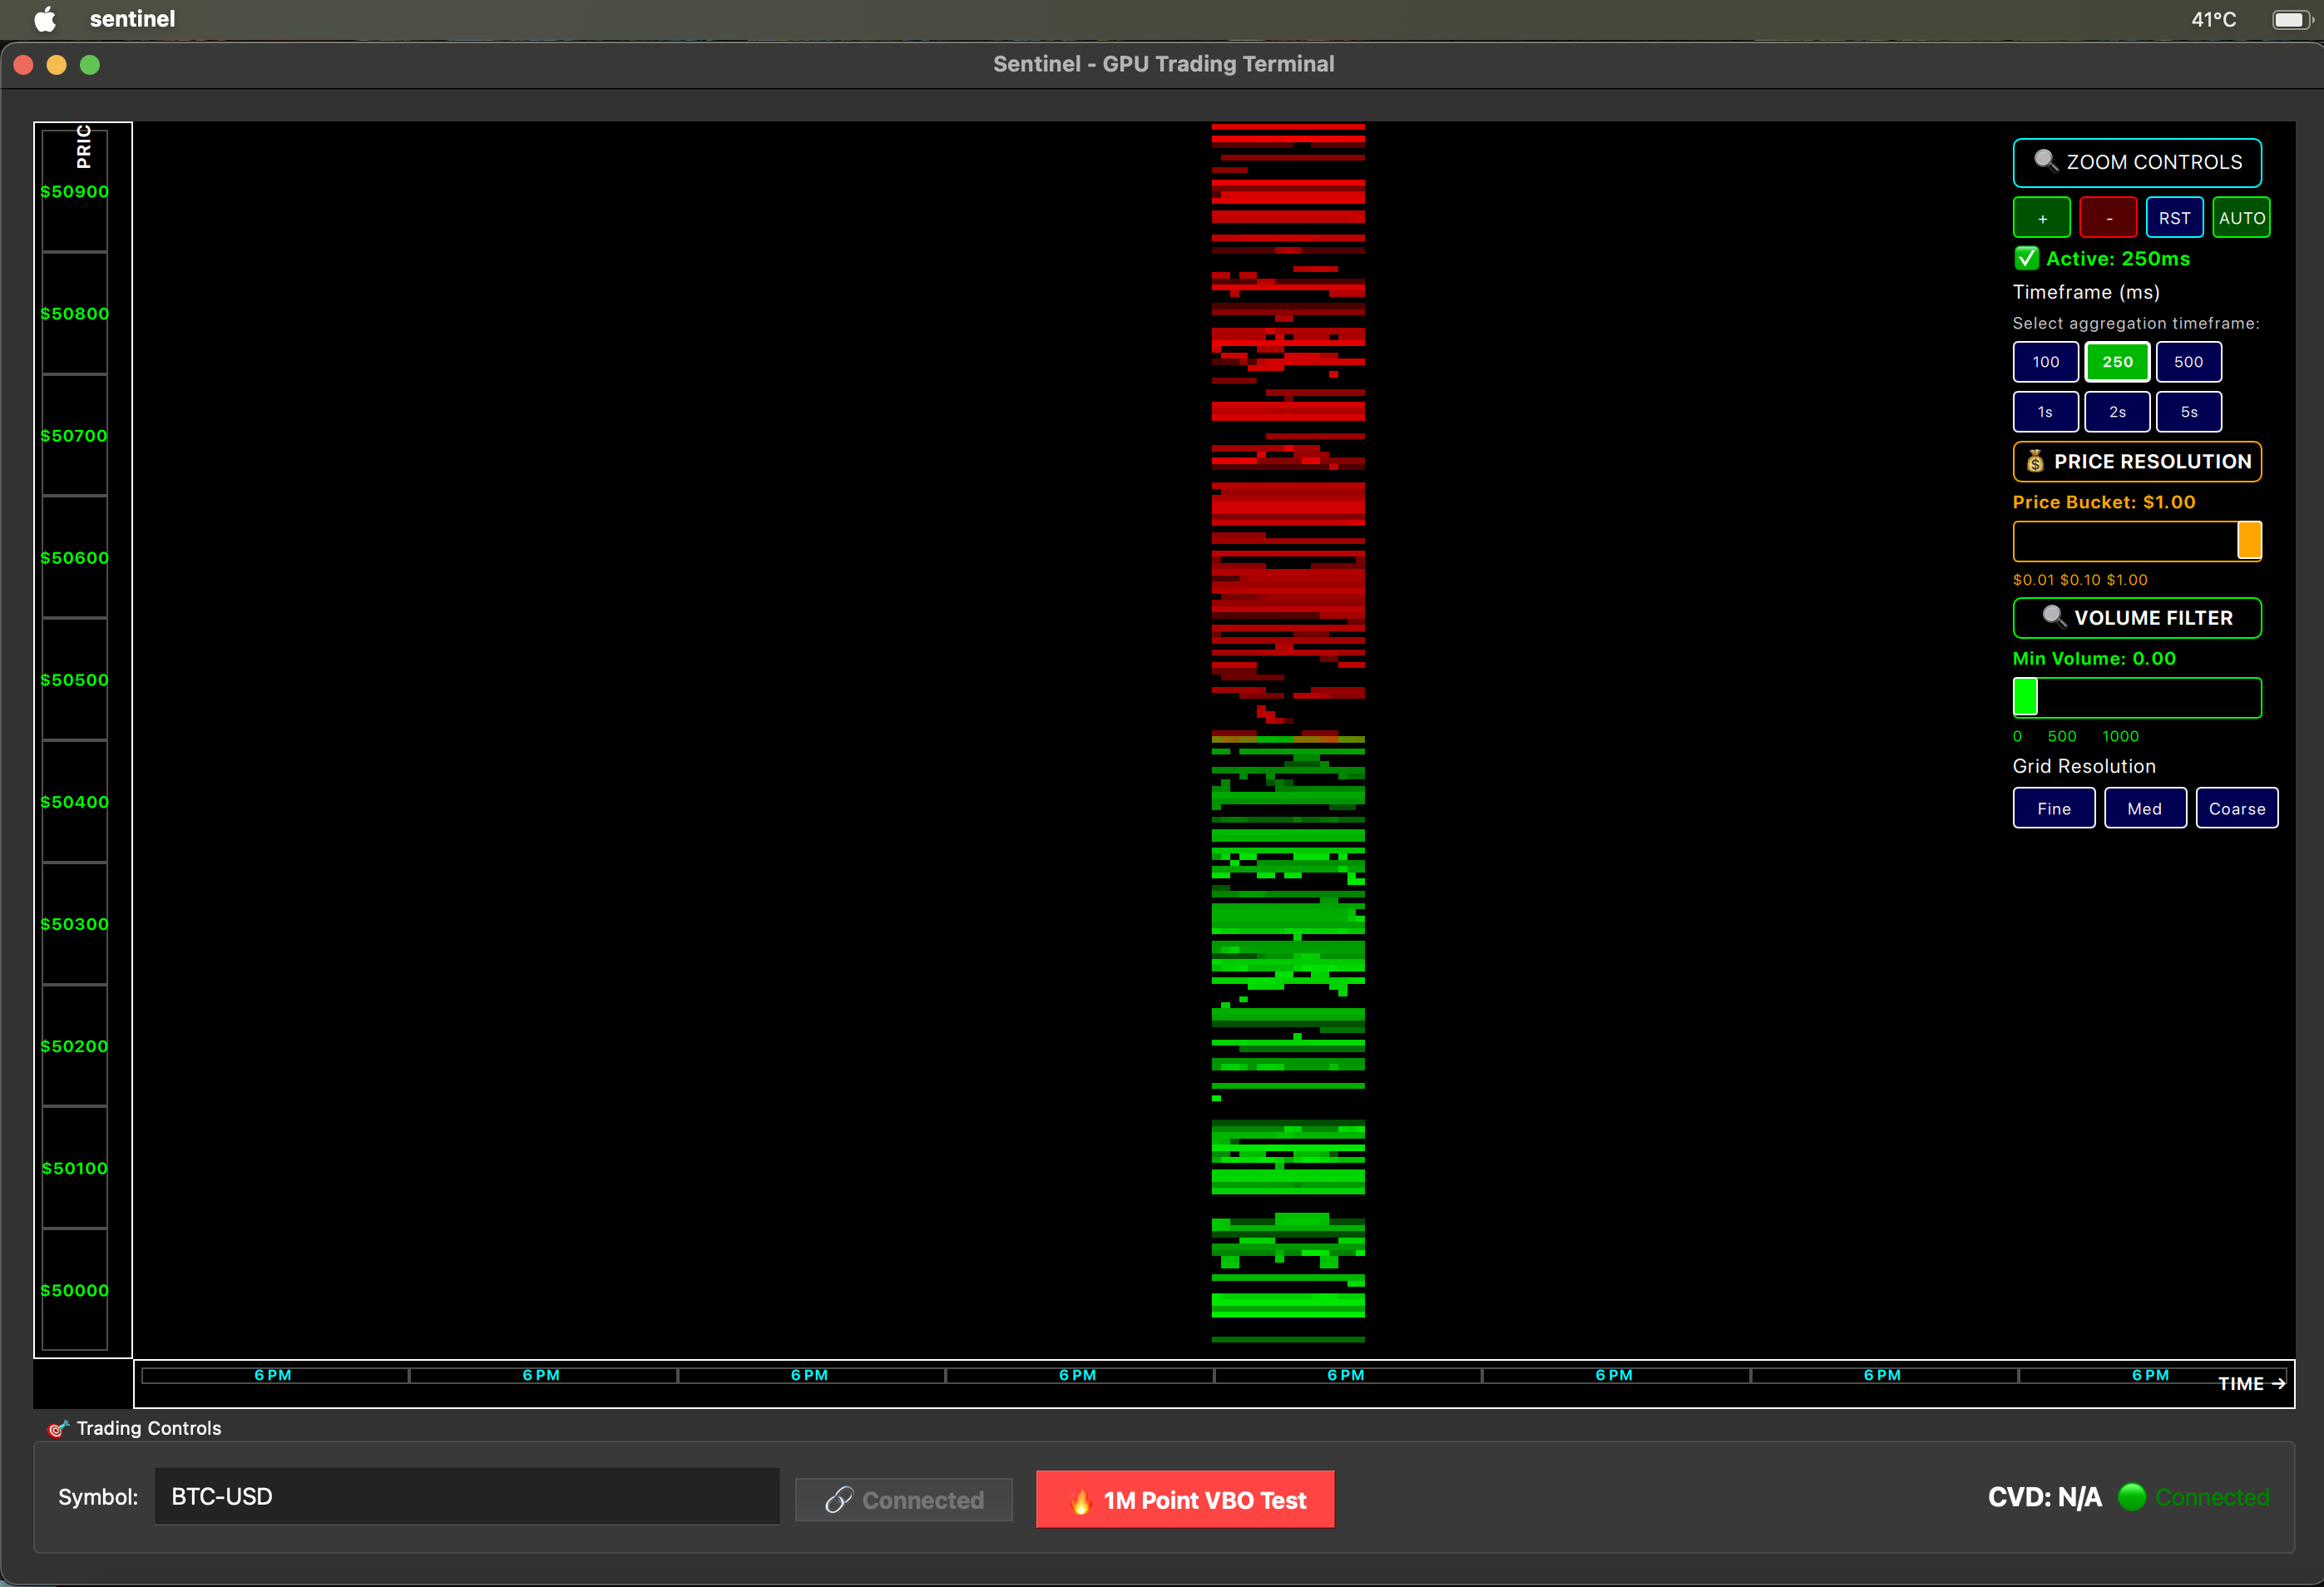 sentinel
41°C
Sentinel - GPU Trading Terminal
PRIC
$50900
$50800
$50700
$50600
$50500
$50400
$50300
$50200
$50100
$50000
ZOOM CONTROLS
+ - RST AUTO
Active: 250ms
Timeframe (ms)
Select aggregation timeframe:
100 250 500
1s 2s 5s
PRICE RESOLUTION
Price Bucket: $1.00
$0.01 $0.10 $1.00
VOLUME FILTER
Min Volume: 0.00
0 500 1000
Grid Resolution
Fine Med Coarse
6 PM 6 PM 6 PM 6 PM 6 PM 6 PM 6 PM 6 PM
TIME →
Trading Controls
Symbol: BTC-USD Connected 1M Point VBO Test CVD: N/A Connected